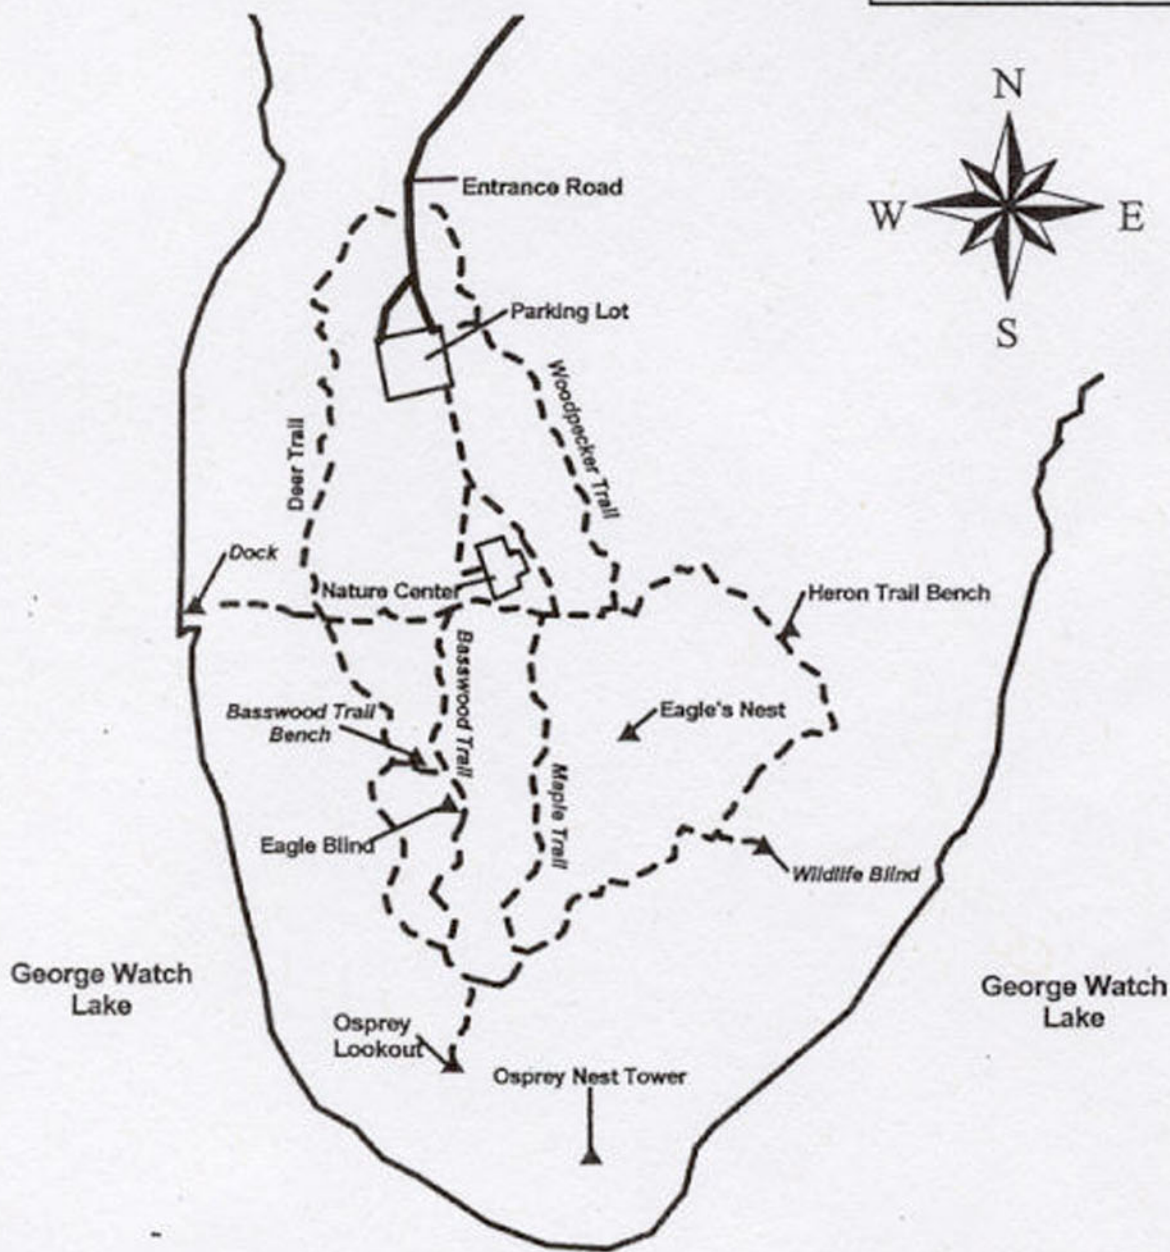 N
W
E
S
Entrance Road
Parking Lot
Woodpecker Trail
Deer Trail
Dock
Nature Center
Heron Trail Bench
Basswood Trail
Basswood Trail
Bench
Eagle's Nest
Maple Trail
Eagle Blind
Wildlife Blind
George Watch
Lake
George Watch
Lake
Osprey
Lookout
Osprey Nest Tower